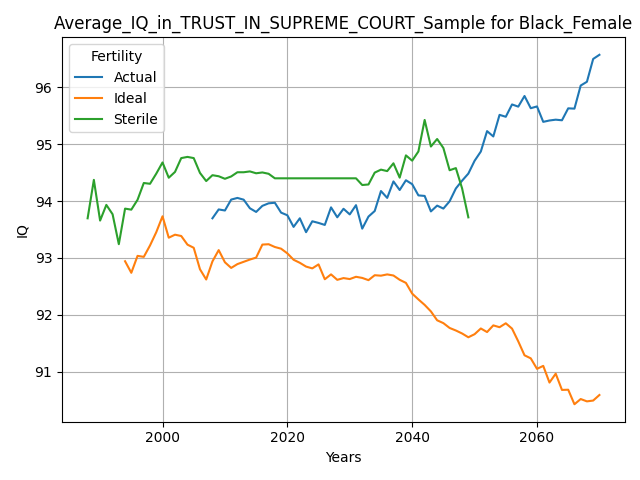 Average_IQ_in_TRUST_IN_SUPREME_COURT_Sample for Black_Female
Fertility
Actual
Ideal
Sterile
96
95
94
93
92
91
IQ
2000 2020 2040 2060
Years